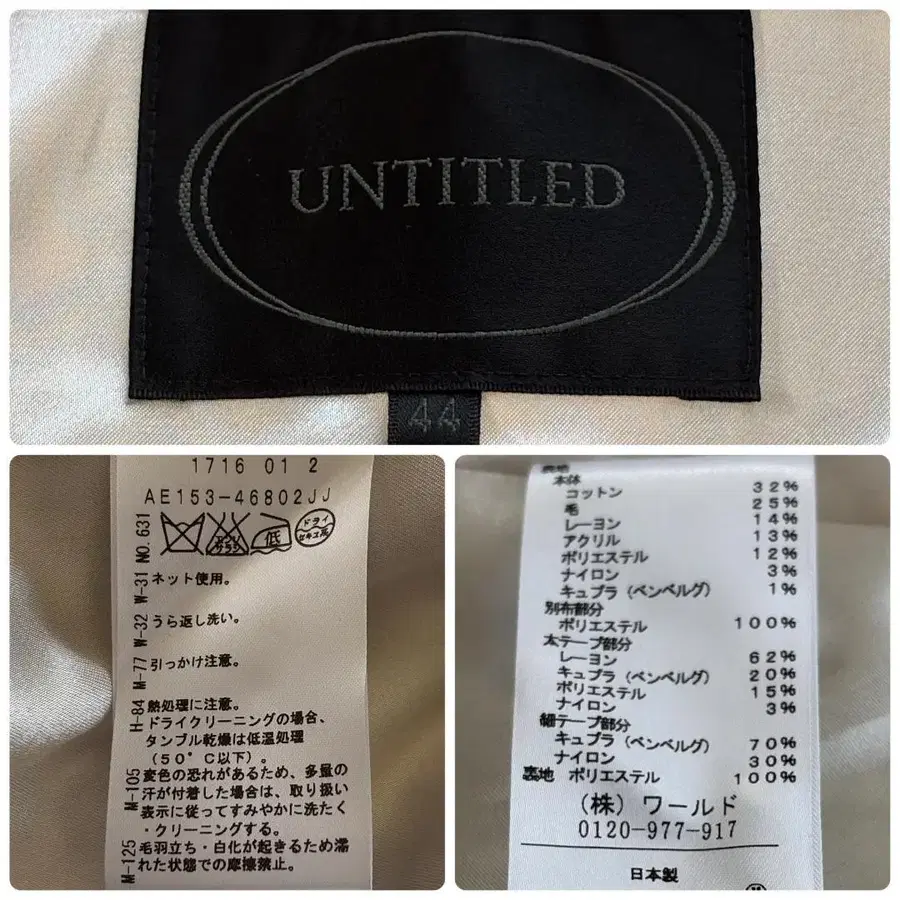 UNTITLED
44
1716 01 2
AE153-46802JJ
エンソ サラシ
低
ドライ
セキユ系
ネット使用。
うら返し洗い。
引っかけ注意。
熱処理に注意。
ドライクリーニングの場合、
タンブル乾燥は低温処理
(50°C以下)。
変色の恐れがあるため、多量の
汗が付着した場合は、取り扱い
表示に従ってすみやかに洗たく
・クリーニングする。
毛羽立ち・白化が起きるため濡
れた状態での摩擦禁止。
M-125 M-105 H-84 M-77 W-32 W-31 NO.631
表地
本体
コットン 32%
毛 25%
レーヨン 14%
アクリル 13%
ポリエステル 12%
ナイロン 3%
キュプラ(ベンベルグ) 1%
別布部分
ポリエステル 100%
太テープ部分
レーヨン 62%
キュプラ(ベンベルグ) 20%
ポリエステル 15%
ナイロン 3%
細テープ部分
キュプラ(ベンベルグ) 70%
ナイロン 30%
裏地 ポリエステル 100%
(株)ワールド
0120-977-917
日本製